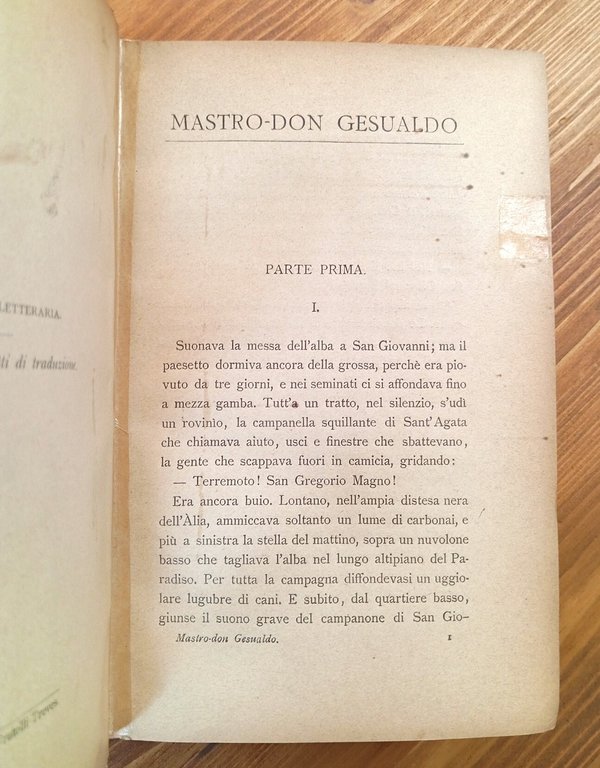 LETTERARIA.
di traduzione.
Fratelli Treves
MASTRO-DON GESUALDO
PARTE PRIMA.
I.
Suonava la messa dell'alba a San Giovanni; ma il
paesetto dormiva ancora della grossa, perchè era pio-
vuto da tre giorni, e nei seminati ci si affondava fino
a mezza gamba. Tutt'a un tratto, nel silenzio, s'udì
un rovinìo, la campanella squillante di Sant'Agata
che chiamava aiuto, usci e finestre che sbattevano,
la gente che scappava fuori in camicia, gridando:
— Terremoto! San Gregorio Magno!
Era ancora buio. Lontano, nell'ampia distesa nera
dell'Àlia, ammiccava soltanto un lume di carbonai, e
più a sinistra la stella del mattino, sopra un nuvolone
basso che tagliava l'alba nel lungo altipiano del Pa-
radiso. Per tutta la campagna diffondevasi un uggio-
lare lugubre di cani. E subito, dal quartiere basso,
giunse il suono grave del campanone di San Gio-
Mastro-don Gesualdo. 1